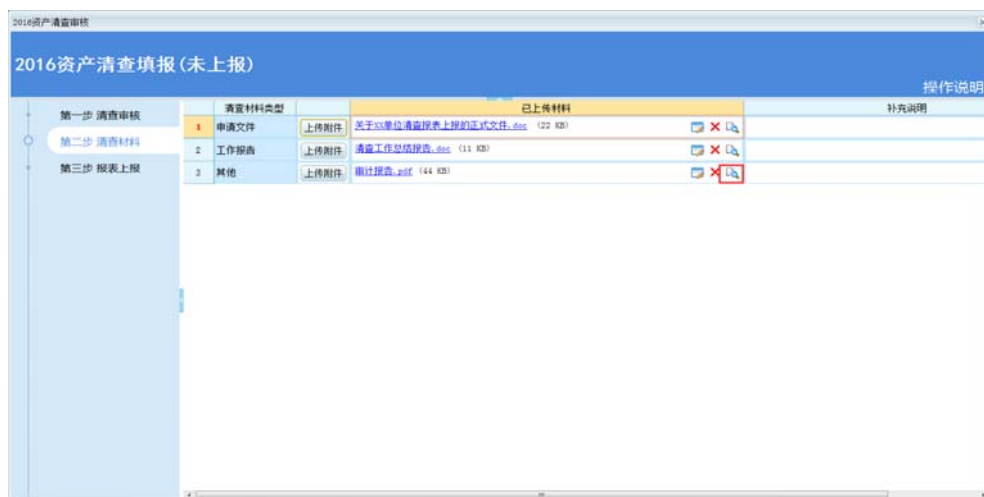 2016资产清查审核
2016资产清查填报(未上报)
操作说明
第一步 清查审核
第二步 清查材料
第三步 报表上报
清查材料类型 已上传材料 补充说明
1 申请文件 上传附件 关于XX单位清查报表上报的正式文件.doc (22 KB)
2 工作报告 上传附件 清查工作总结报告.doc (11 KB)
3 其他 上传附件 审计报告.pdf (44 KB)